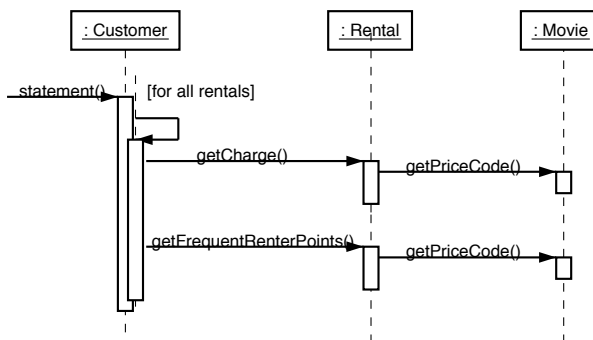 : Customer
: Rental
: Movie
statement()
[for all rentals]
getCharge()
getPriceCode()
getFrequentRenterPoints()
getPriceCode()